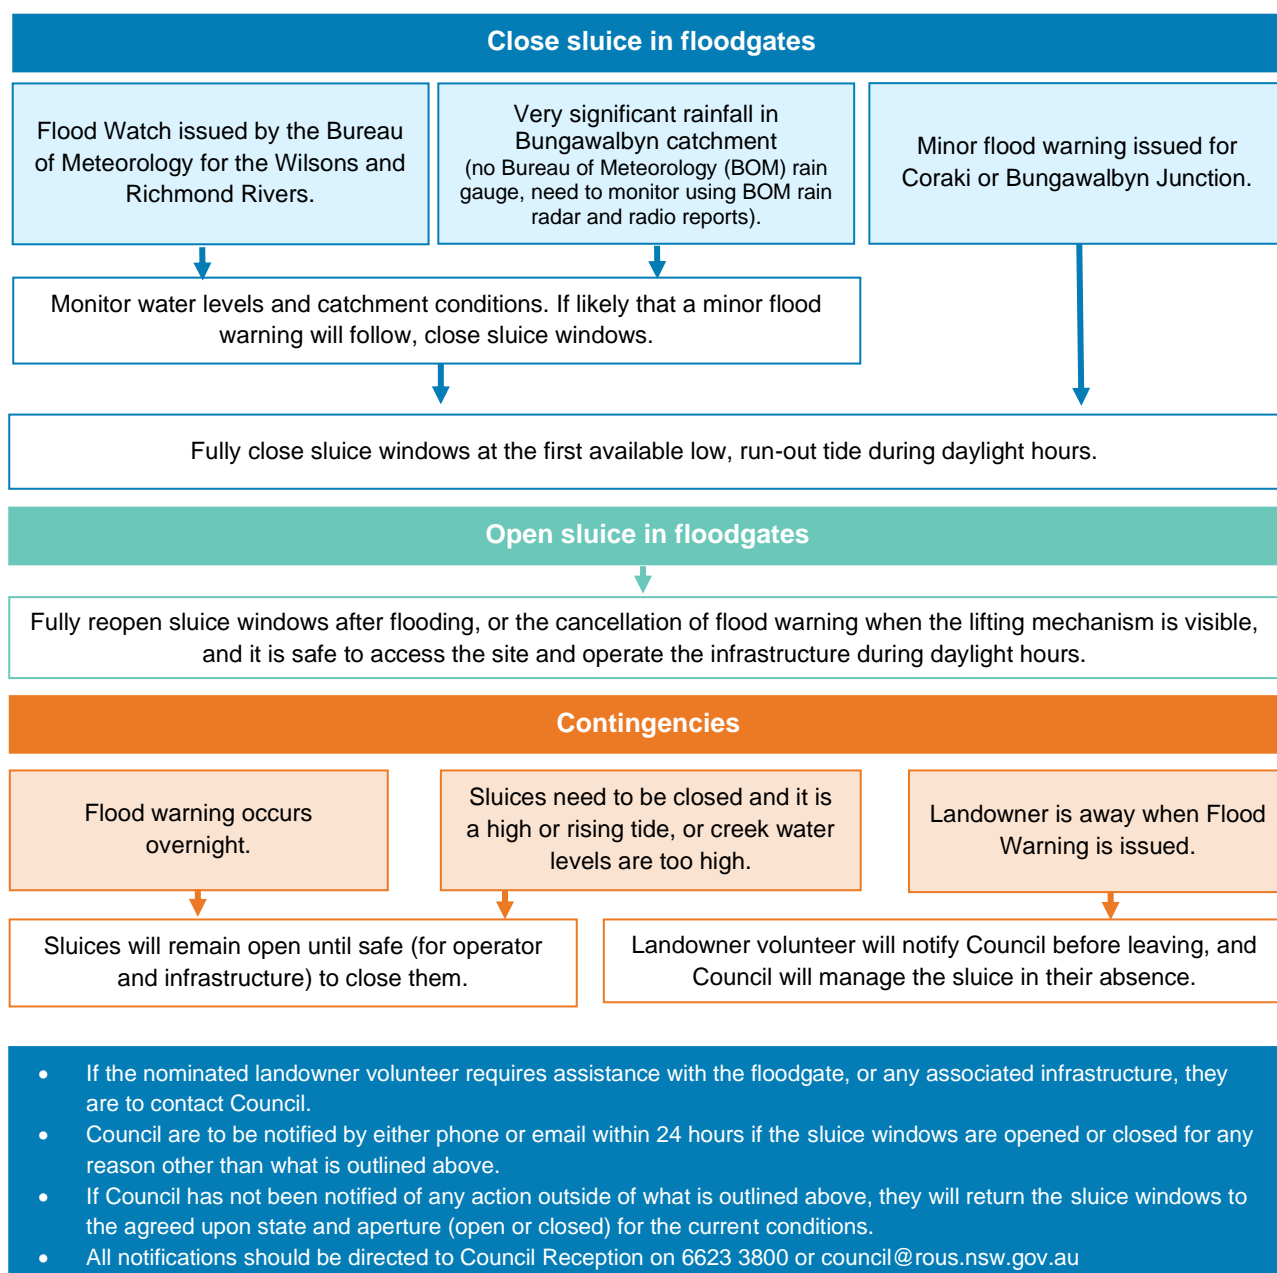 Close sluice in floodgates
Flood Watch issued by the Bureau
of Meteorology for the Wilsons and
Richmond Rivers.
Very significant rainfall in
Bungawalbyn catchment
(no Bureau of Meteorology (BOM) rain
gauge, need to monitor using BOM rain
radar and radio reports).
Minor flood warning issued for
Coraki or Bungawalbyn Junction.
Monitor water levels and catchment conditions. If likely that a minor flood
warning will follow, close sluice windows.
Fully close sluice windows at the first available low, run-out tide during daylight hours.
Open sluice in floodgates
Fully reopen sluice windows after flooding, or the cancellation of flood warning when the lifting mechanism is visible,
and it is safe to access the site and operate the infrastructure during daylight hours.
Contingencies
Flood warning occurs
overnight.
Sluices need to be closed and it is
a high or rising tide, or creek water
levels are too high.
Landowner is away when Flood
Warning is issued.
Sluices will remain open until safe (for operator
and infrastructure) to close them.
Landowner volunteer will notify Council before leaving, and
Council will manage the sluice in their absence.
• If the nominated landowner volunteer requires assistance with the floodgate, or any associated infrastructure, they
are to contact Council.
• Council are to be notified by either phone or email within 24 hours if the sluice windows are opened or closed for any
reason other than what is outlined above.
• If Council has not been notified of any action outside of what is outlined above, they will return the sluice windows to
the agreed upon state and aperture (open or closed) for the current conditions.
• All notifications should be directed to Council Reception on 6623 3800 or council@rous.nsw.gov.au